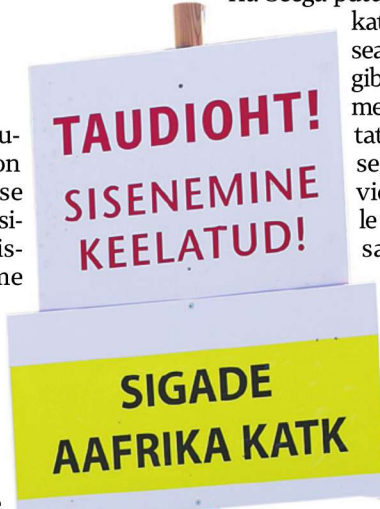 TAUDIOHT!
SISENEMINE
KEELATUD!
SIGADE
AAFRIKA KATK